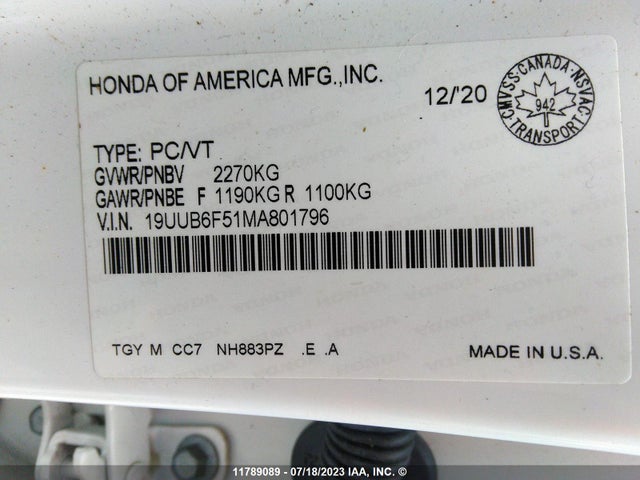 HONDA OF AMERICA MFG.,INC.
12/'20
CMVSS·CANADA·NSVAC·TRANSPORT
942
TYPE: PC/VT
GVWR/PNBV 2270KG
GAWR/PNBE F 1190KG R 1100KG
V.I.N. 19UUB6F51MA801796
TGY M CC7 NH883PZ .E .A
MADE IN U.S.A.
11789089 - 07/18/2023 IAA, Inc.